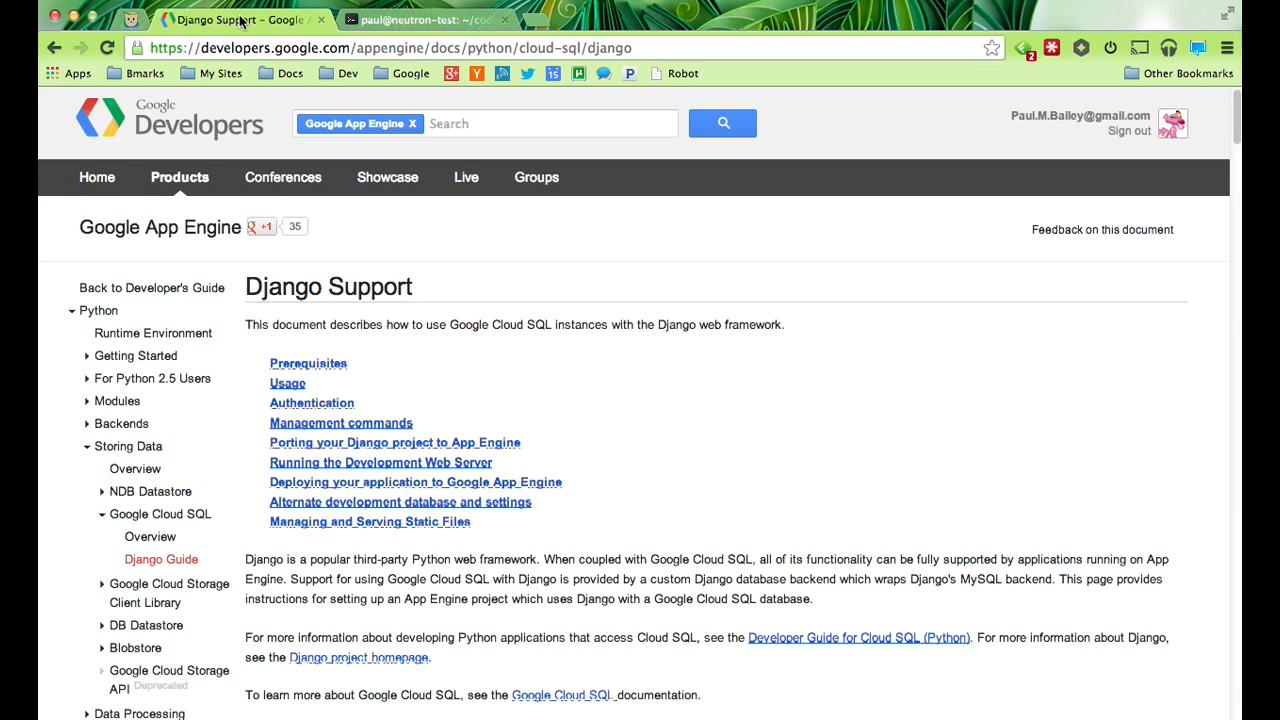 Django Support – Google A
paul@neutron-test: ~/cod
https://developers.google.com/appengine/docs/python/cloud-sql/django
2
Apps Bmarks My Sites Docs Dev Google Robot Other Bookmarks
Google
Developers
Google App Engine X Search
Paul.M.Bailey@gmail.com
Sign out
Home Products Conferences Showcase Live Groups
Google App Engine +1 35
Feedback on this document
Back to Developer's Guide
Python
Runtime Environment
Getting Started
For Python 2.5 Users
Modules
Backends
Storing Data
Overview
NDB Datastore
Google Cloud SQL
Overview
Django Guide
Google Cloud Storage
Client Library
DB Datastore
Blobstore
Google Cloud Storage
API Deprecated
Data Processing
Django Support
This document describes how to use Google Cloud SQL instances with the Django web framework.
Prerequisites
Usage
Authentication
Management commands
Porting your Django project to App Engine
Running the Development Web Server
Deploying your application to Google App Engine
Alternate development database and settings
Managing and Serving Static Files
Django is a popular third-party Python web framework. When coupled with Google Cloud SQL, all of its functionality can be fully supported by applications running on App
Engine. Support for using Google Cloud SQL with Django is provided by a custom Django database backend which wraps Django's MySQL backend. This page provides
instructions for setting up an App Engine project which uses Django with a Google Cloud SQL database.
For more information about developing Python applications that access Cloud SQL, see the Developer Guide for Cloud SQL (Python). For more information about Django,
see the Django project homepage.
To learn more about Google Cloud SQL, see the Google Cloud SQL documentation.